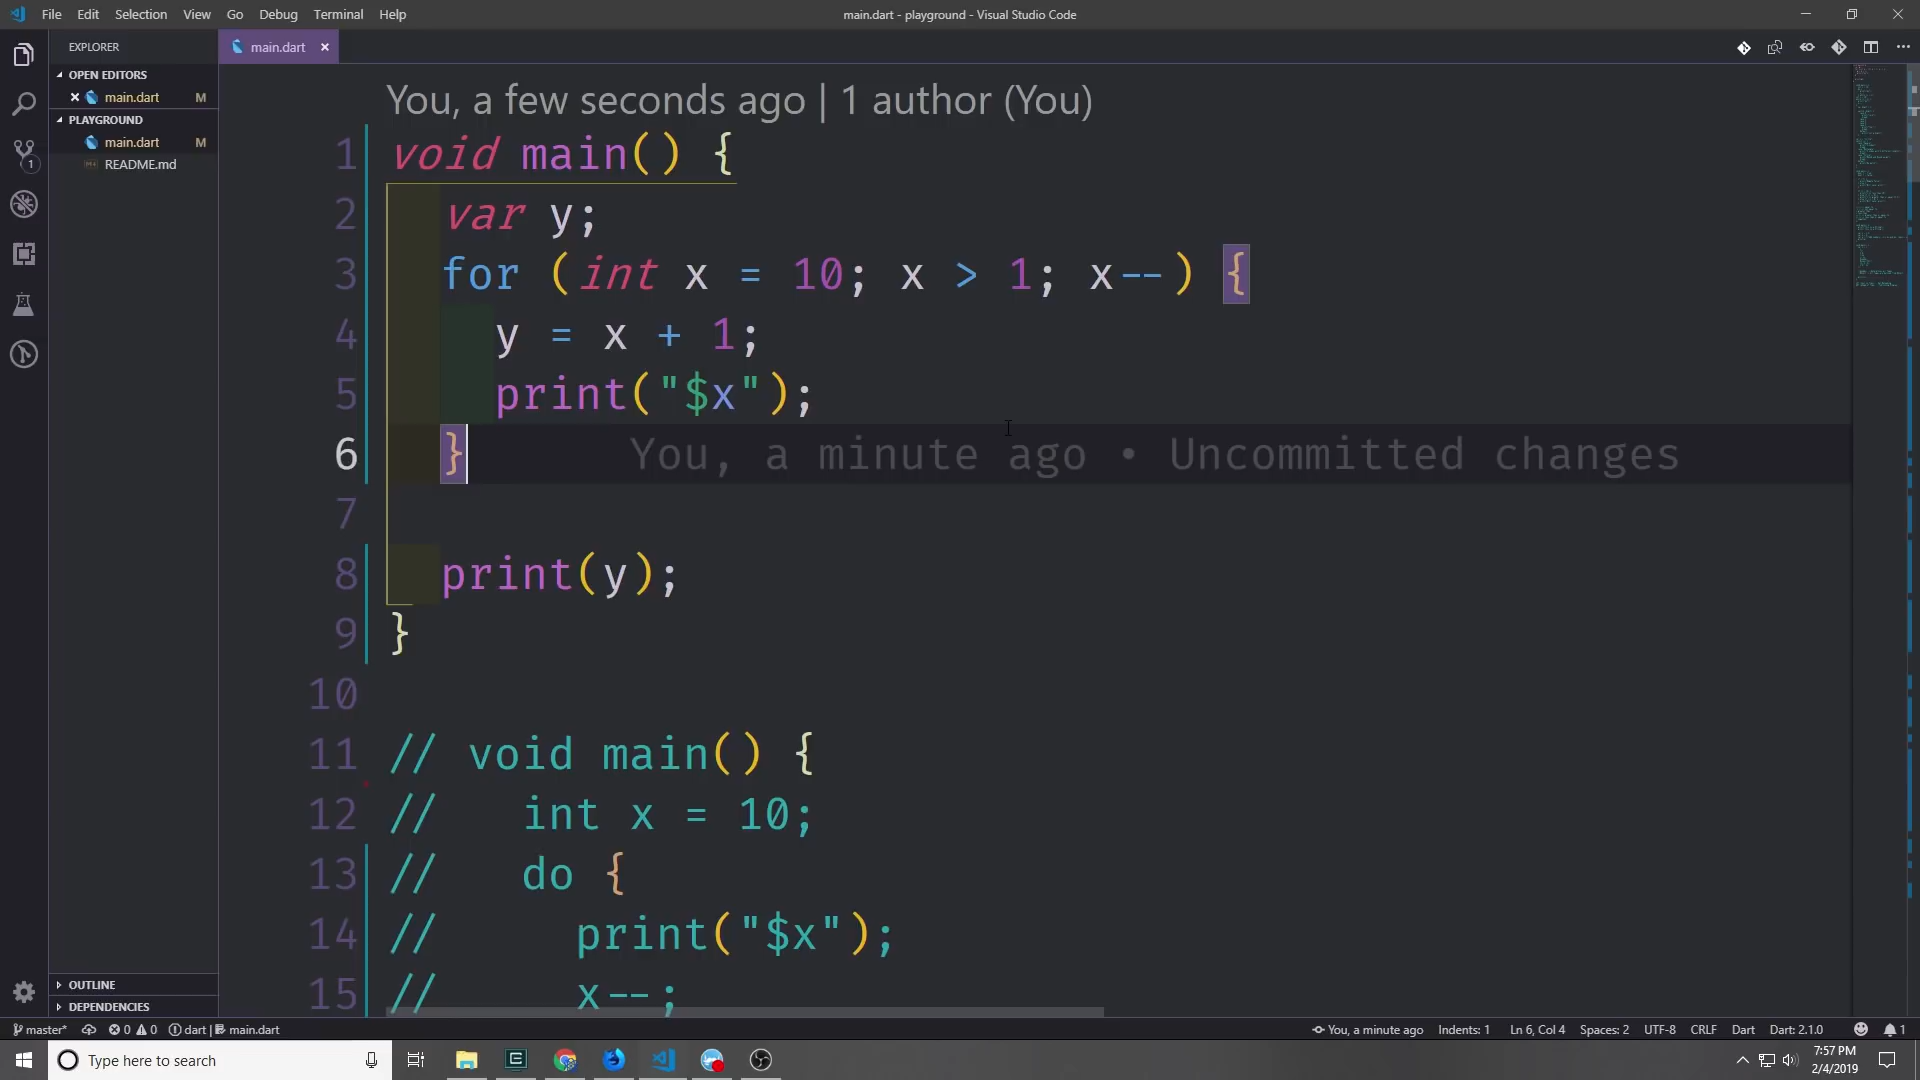 File Edit Selection View Go Debug Terminal Help
main.dart - playground - Visual Studio Code
EXPLORER
main.dart
OPEN EDITORS
main.dart M
PLAYGROUND
main.dart M
README.md
1
You, a few seconds ago | 1 author (You)
1 void main() {
2 var y;
3 for (int x = 10; x > 1; x--) {
4 y = x + 1;
5 print("$x");
6 } You, a minute ago • Uncommitted changes
7
8 print(y);
9 }
10
11 // void main() {
12 // int x = 10;
13 // do {
14 // print("$x");
15 // x--;
OUTLINE
DEPENDENCIES
master* 0 0 dart | main.dart
You, a minute ago Indents: 1 Ln 6, Col 4 Spaces: 2 UTF-8 CRLF Dart Dart: 2.1.0 1
Type here to search
7:57 PM
2/4/2019